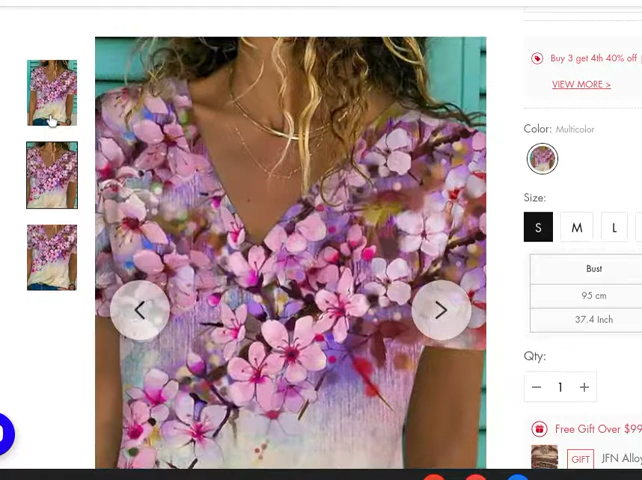 Buy 3 get 4th 40% off
VIEW MORE >
Color: Multicolor
Size:
S M L
Bust
95 cm
37.4 Inch
Qty:
− 1 +
Free Gift Over $99
GIFT JFN Alloy